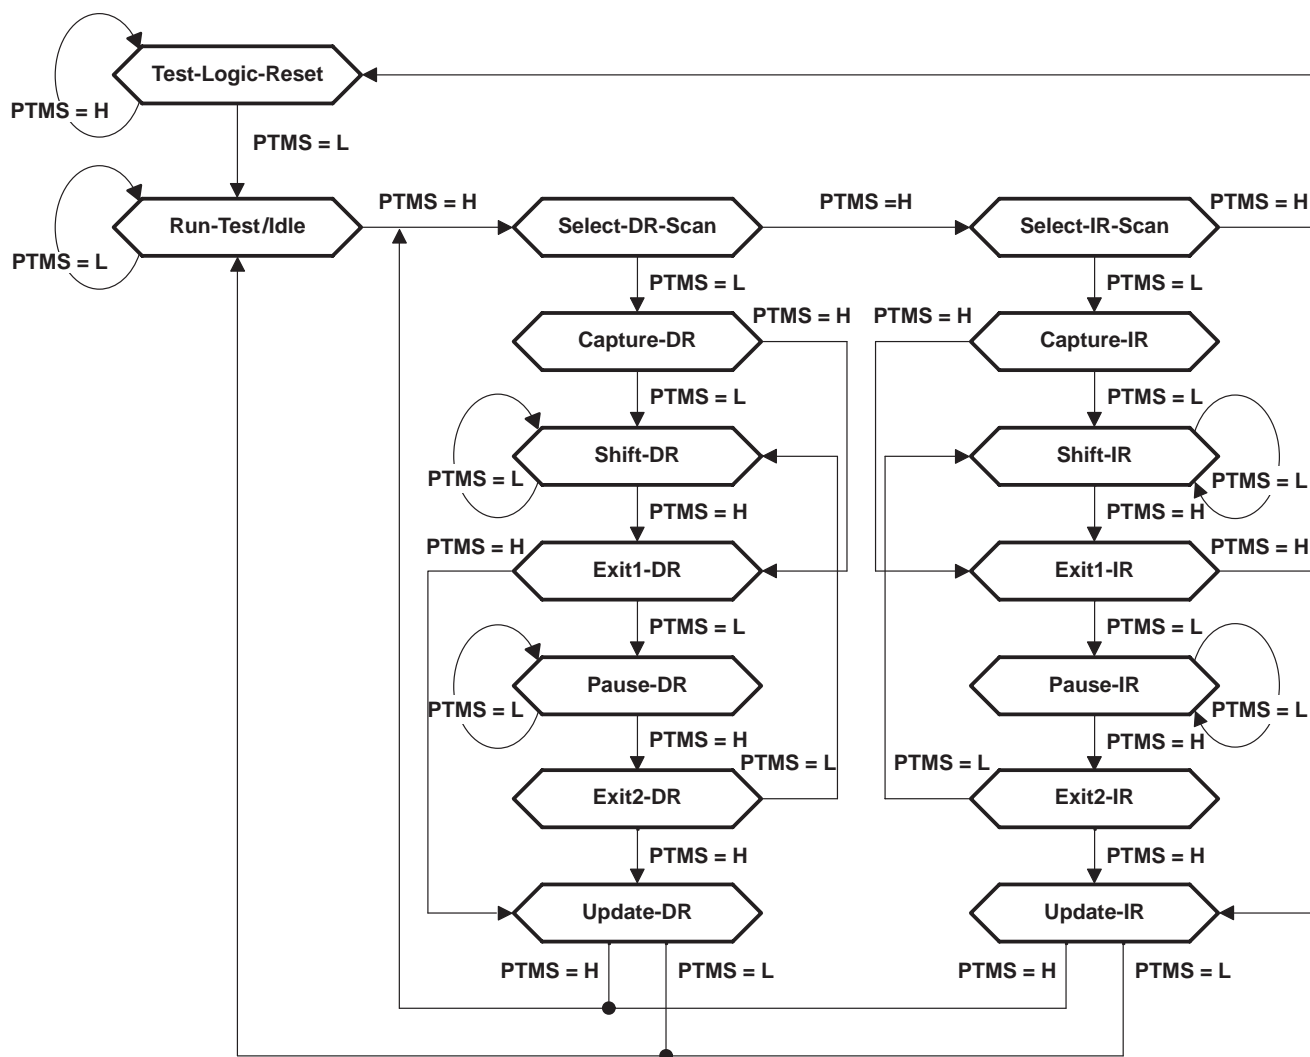 Test-Logic-Reset
PTMS = H
PTMS = L
PTMS = H
PTMS =H
PTMS = H
Run-Test/Idle
Select-DR-Scan
Select-IR-Scan
PTMS = L
PTMS = L
PTMS = L
PTMS = H
PTMS = H
Capture-DR
Capture-IR
PTMS = L
PTMS = L
Shift-DR
Shift-IR
PTMS = L
PTMS = L
PTMS = H
PTMS = H
PTMS = H
PTMS = H
Exit1-DR
Exit1-IR
PTMS = L
PTMS = L
Pause-DR
Pause-IR
PTMS = L
PTMS = L
PTMS = H
PTMS = H
PTMS = L
PTMS = L
Exit2-DR
Exit2-IR
PTMS = H
PTMS = H
Update-DR
Update-IR
PTMS = H
PTMS = L
PTMS = H
PTMS = L